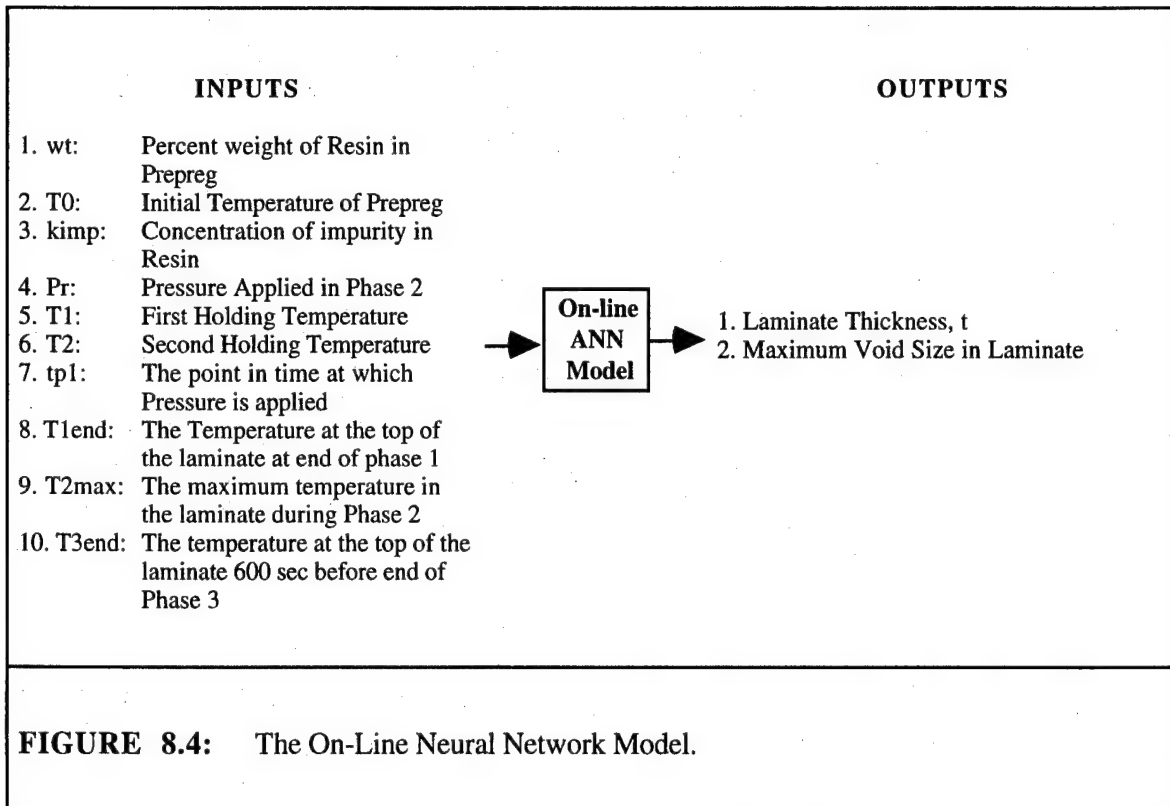 INPUTS
1. wt: Percent weight of Resin in
Prepreg
2. T0: Initial Temperature of Prepreg
3. kimp: Concentration of impurity in
Resin
4. Pr: Pressure Applied in Phase 2
5. T1: First Holding Temperature
6. T2: Second Holding Temperature
7. tp1: The point in time at which
Pressure is applied
8. T1end: The Temperature at the top of
the laminate at end of phase 1
9. T2max: The maximum temperature in
the laminate during Phase 2
10. T3end: The temperature at the top of the
laminate 600 sec before end of
Phase 3
On-line
ANN
Model
OUTPUTS
1. Laminate Thickness, t
2. Maximum Void Size in Laminate
FIGURE 8.4: The On-Line Neural Network Model.